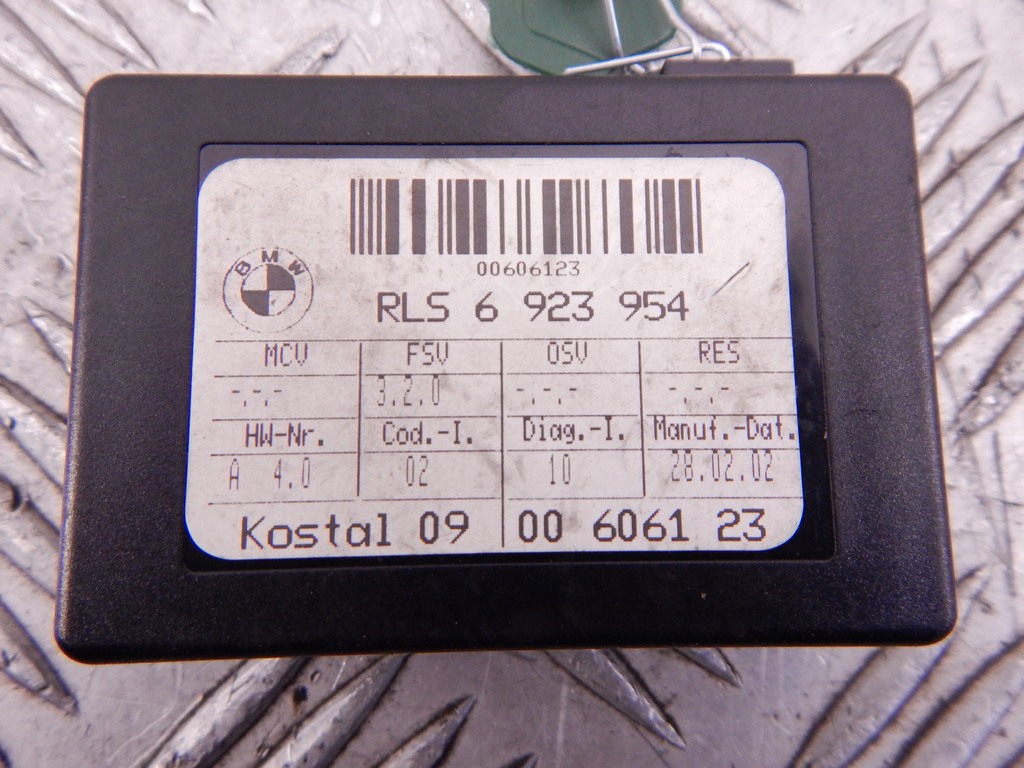 00606123
BMW
RLS 6 923 954
MCV FSV OSV RES
-.-.- 3.2.0 -.-.- -.-.-
HW-Nr. Cod.-I. Diag.-I. Manuf.-Dat.
A 4.0 02 10 28.02.02
Kostal 09 00 6061 23